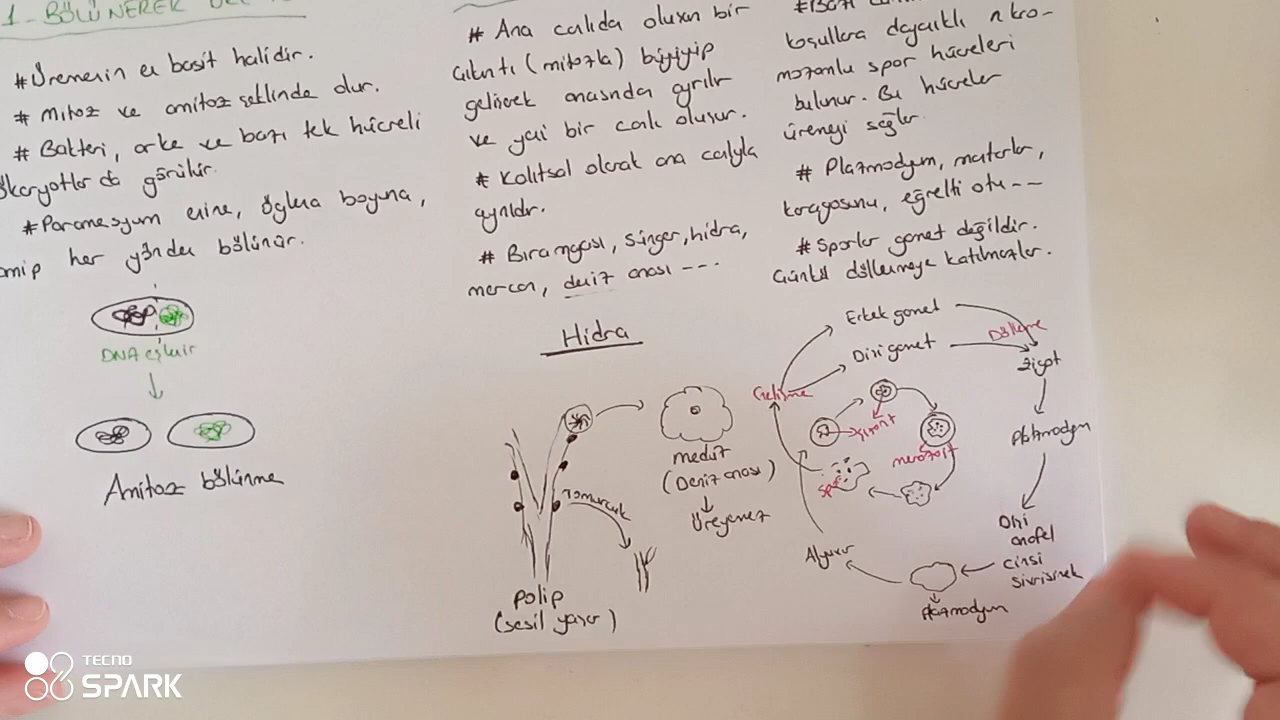 1- BÖLÜNEREK
# Üremenin en basit halidir.
# Mitoz ve amitoz şeklinde olur.
# Bakteri, arke ve bazı tek hücreli
ökaryotlarda görülür.
# Paramesyum enine, öglena boyuna,
amip her yönden bölünür.
DNA eşlenir
Amitoz bölünme
# Ana canlıda oluşan bir
çıkıntı (mitozla) büyüyüp
gelişerek anasından ayrılır
ve yeni bir canlı oluşur.
# Kalıtsal olarak ana canlıyla
aynıdır.
# Bira mayası, sünger, hidra,
mercan, deniz anası ---
Hidra
medüz
(Deniz anası)
Üreyemez
Tomurcuk
polip
(sesil yaşar)
koşullara dayanıklı n kro-
mozomlu spor hücreleri
bulunur. Bu hücreler
üremeyi sağlar.
# Plazmodyum, mantarlar,
karayosunu, eğrelti otu ---
# Sporlar gamet değildir.
Çünkü döllenmeye katılmazlar.
Erkek gamet
Dişi gamet
Döllenme
Zigot
Gelişme
Şizont
merozoit
Spor
Plazmodyum
Dişi
anofel
cinsi
sivrisinek
Alyuvar
Plazmodyum
TECNO
SPARK